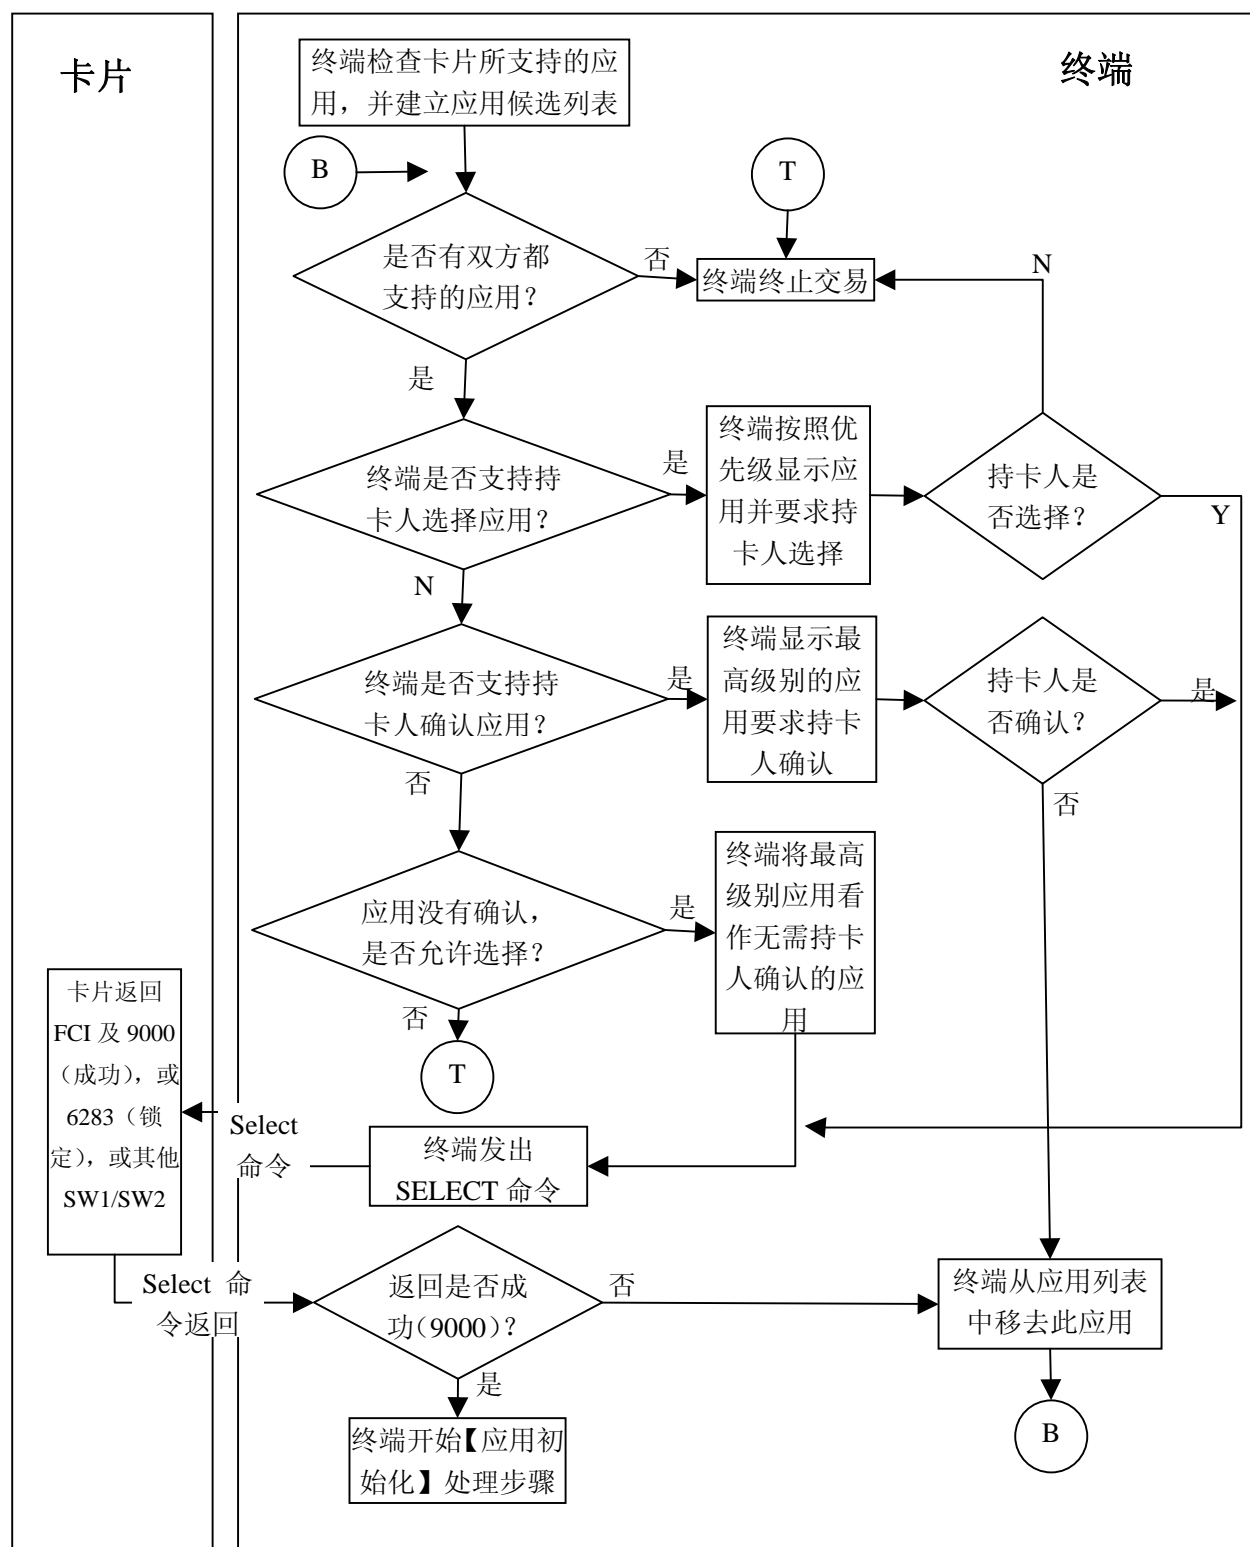 卡片
终端
终端检查卡片所支持的应
用，并建立应用候选列表
B
T
是否有双方都
支持的应用？
否
终端终止交易
N
是
终端是否支持持
卡人选择应用？
是
终端按照优
先级显示应
用并要求持
卡人选择
持卡人是
否选择？
Y
N
终端是否支持持
卡人确认应用？
是
终端显示最
高级别的应
用要求持卡
人确认
持卡人是
否确认？
是
否
否
应用没有确认，
是否允许选择？
是
终端将最高
级别应用看
作无需持卡
人确认的应
用
否
T
卡片返回
FCI 及 9000
（成功），或
6283（锁
定），或其他
SW1/SW2
Select
命令
终端发出
SELECT 命令
Select 命
令返回
返回是否成
功（9000）？
否
终端从应用列表
中移去此应用
是
B
终端开始【应用初
始化】处理步骤